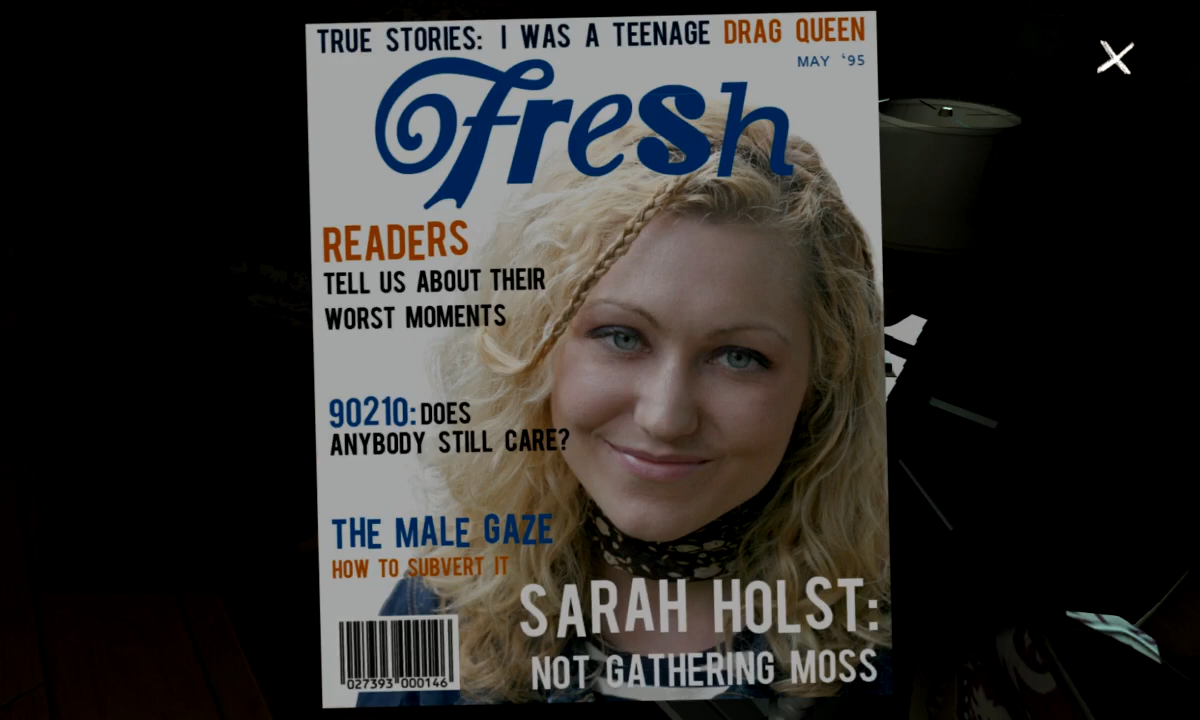 TRUE STORIES: I WAS A TEENAGE DRAG QUEEN
MAY '95
Fresh
READERS
TELL US ABOUT THEIR
WORST MOMENTS
90210: DOES
ANYBODY STILL CARE?
THE MALE GAZE
HOW TO SUBVERT IT
SARAH HOLST:
NOT GATHERING MOSS
027393 000146